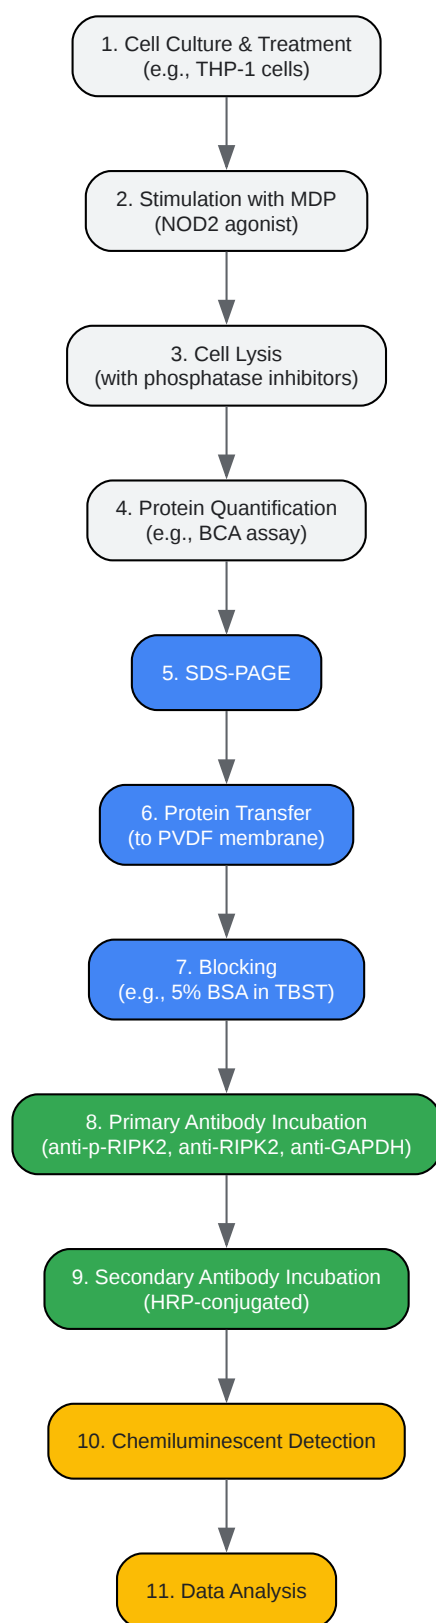 1. Cell Culture & Treatment
(e.g., THP-1 cells)
2. Stimulation with MDP
(NOD2 agonist)
3. Cell Lysis
(with phosphatase inhibitors)
4. Protein Quantification
(e.g., BCA assay)
5. SDS-PAGE
6. Protein Transfer
(to PVDF membrane)
7. Blocking
(e.g., 5% BSA in TBST)
8. Primary Antibody Incubation
(anti-p-RIPK2, anti-RIPK2, anti-GAPDH)
9. Secondary Antibody Incubation
(HRP-conjugated)
10. Chemiluminescent Detection
11. Data Analysis